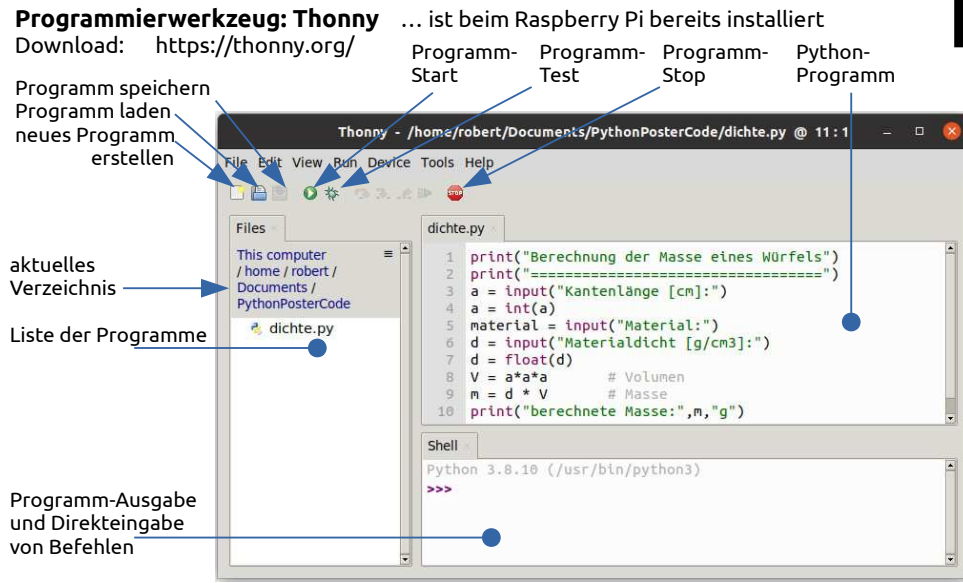 Programmierwerkzeug: Thonny … ist beim Raspberry Pi bereits installiert
Download: https://thonny.org/
Programm-Start
Programm-Test
Programm-Stop
Python-Programm
Programm speichern
Programm laden
neues Programm
erstellen
Thonny - /home/robert/Documents/PythonPosterCode/dichte.py @ 11:1
File Edit View Run Device Tools Help
STOP
Files
This computer
/ home / robert /
Documents /
PythonPosterCode
dichte.py
aktuelles
Verzeichnis
Liste der Programme
dichte.py
1 print("Berechnung der Masse eines Würfels")
2 print("==================================")
3 a = input("Kantenlänge [cm]:")
4 a = int(a)
5 material = input("Material:")
6 d = input("Materialdicht [g/cm3]:")
7 d = float(d)
8 V = a*a*a # Volumen
9 m = d * V # Masse
10 print("berechnete Masse:",m,"g")
Shell
Python 3.8.10 (/usr/bin/python3)
>>>
Programm-Ausgabe
und Direkteingabe
von Befehlen